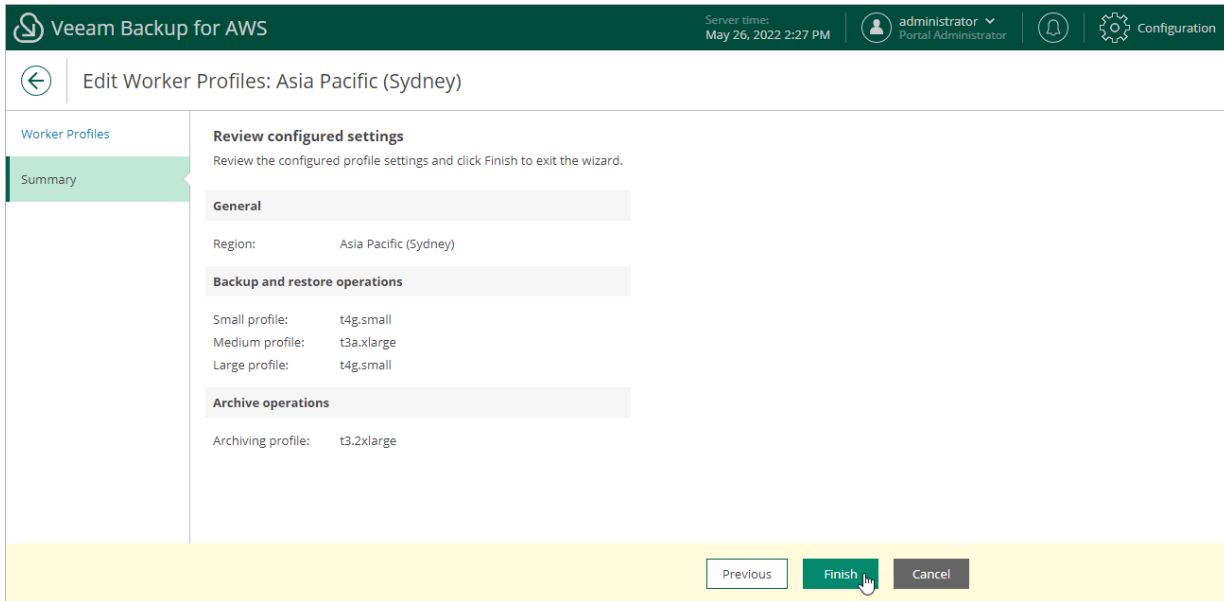 Veeam Backup for AWS
Server time:
May 26, 2022 2:27 PM
administrator
Portal Administrator
Configuration
Edit Worker Profiles: Asia Pacific (Sydney)
Worker Profiles
Summary
Review configured settings
Review the configured profile settings and click Finish to exit the wizard.
General
Region: Asia Pacific (Sydney)
Backup and restore operations
Small profile: t4g.small
Medium profile: t3a.xlarge
Large profile: t4g.small
Archive operations
Archiving profile: t3.2xlarge
Previous Finish Cancel